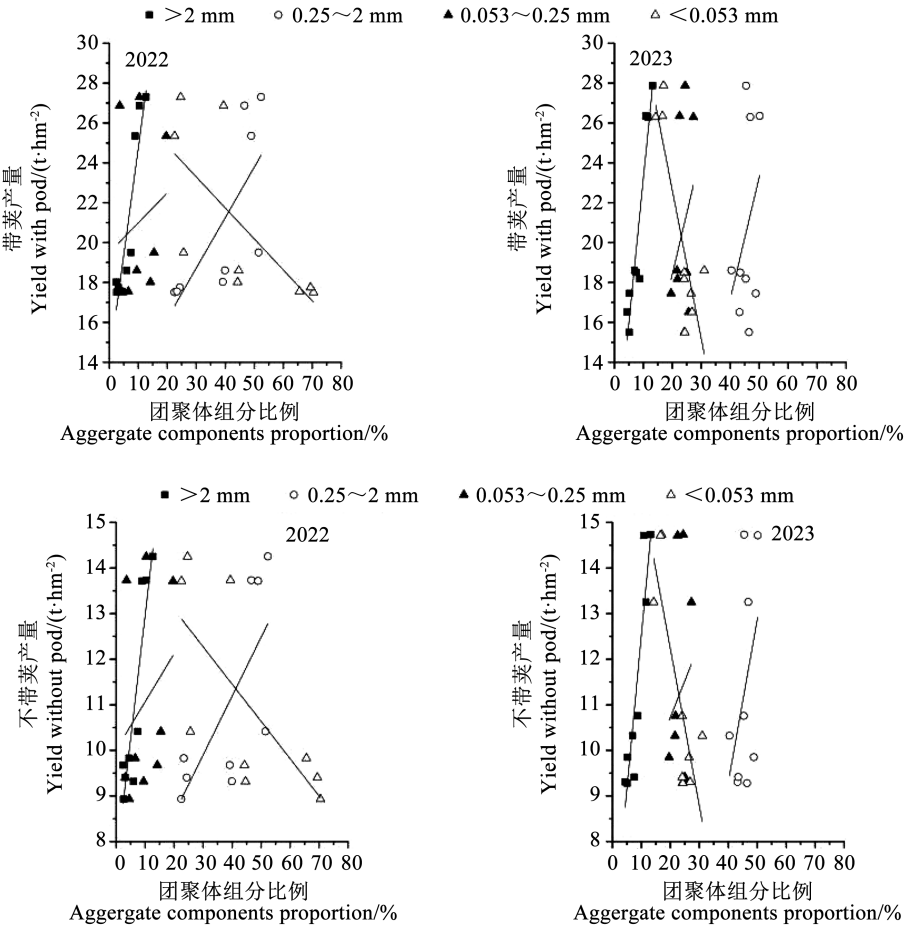 ■ >2 mm ○ 0.25～2 mm ▲ 0.053～0.25 mm △ <0.053 mm
30
28
26
24
22
20
18
16
14
2022
带荚产量
Yield with pod/(t·hm-2)
0 10 20 30 40 50 60 70 80
团聚体组分比例
Aggergate components proportion/%
30
28
26
24
22
20
18
16
14
2023
带荚产量
Yield with pod/(t·hm-2)
0 10 20 30 40 50 60 70 80
团聚体组分比例
Aggergate components proportion/%
■ >2 mm ○ 0.25～2 mm ▲ 0.053～0.25 mm △ <0.053 mm
15
14
13
12
11
10
9
8
2022
不带荚产量
Yield without pod/(t·hm-2)
0 10 20 30 40 50 60 70 80
团聚体组分比例
Aggergate components proportion/%
15
14
13
12
11
10
9
8
2023
不带荚产量
Yield without pod/(t·hm-2)
0 10 20 30 40 50 60 70 80
团聚体组分比例
Aggergate components proportion/%